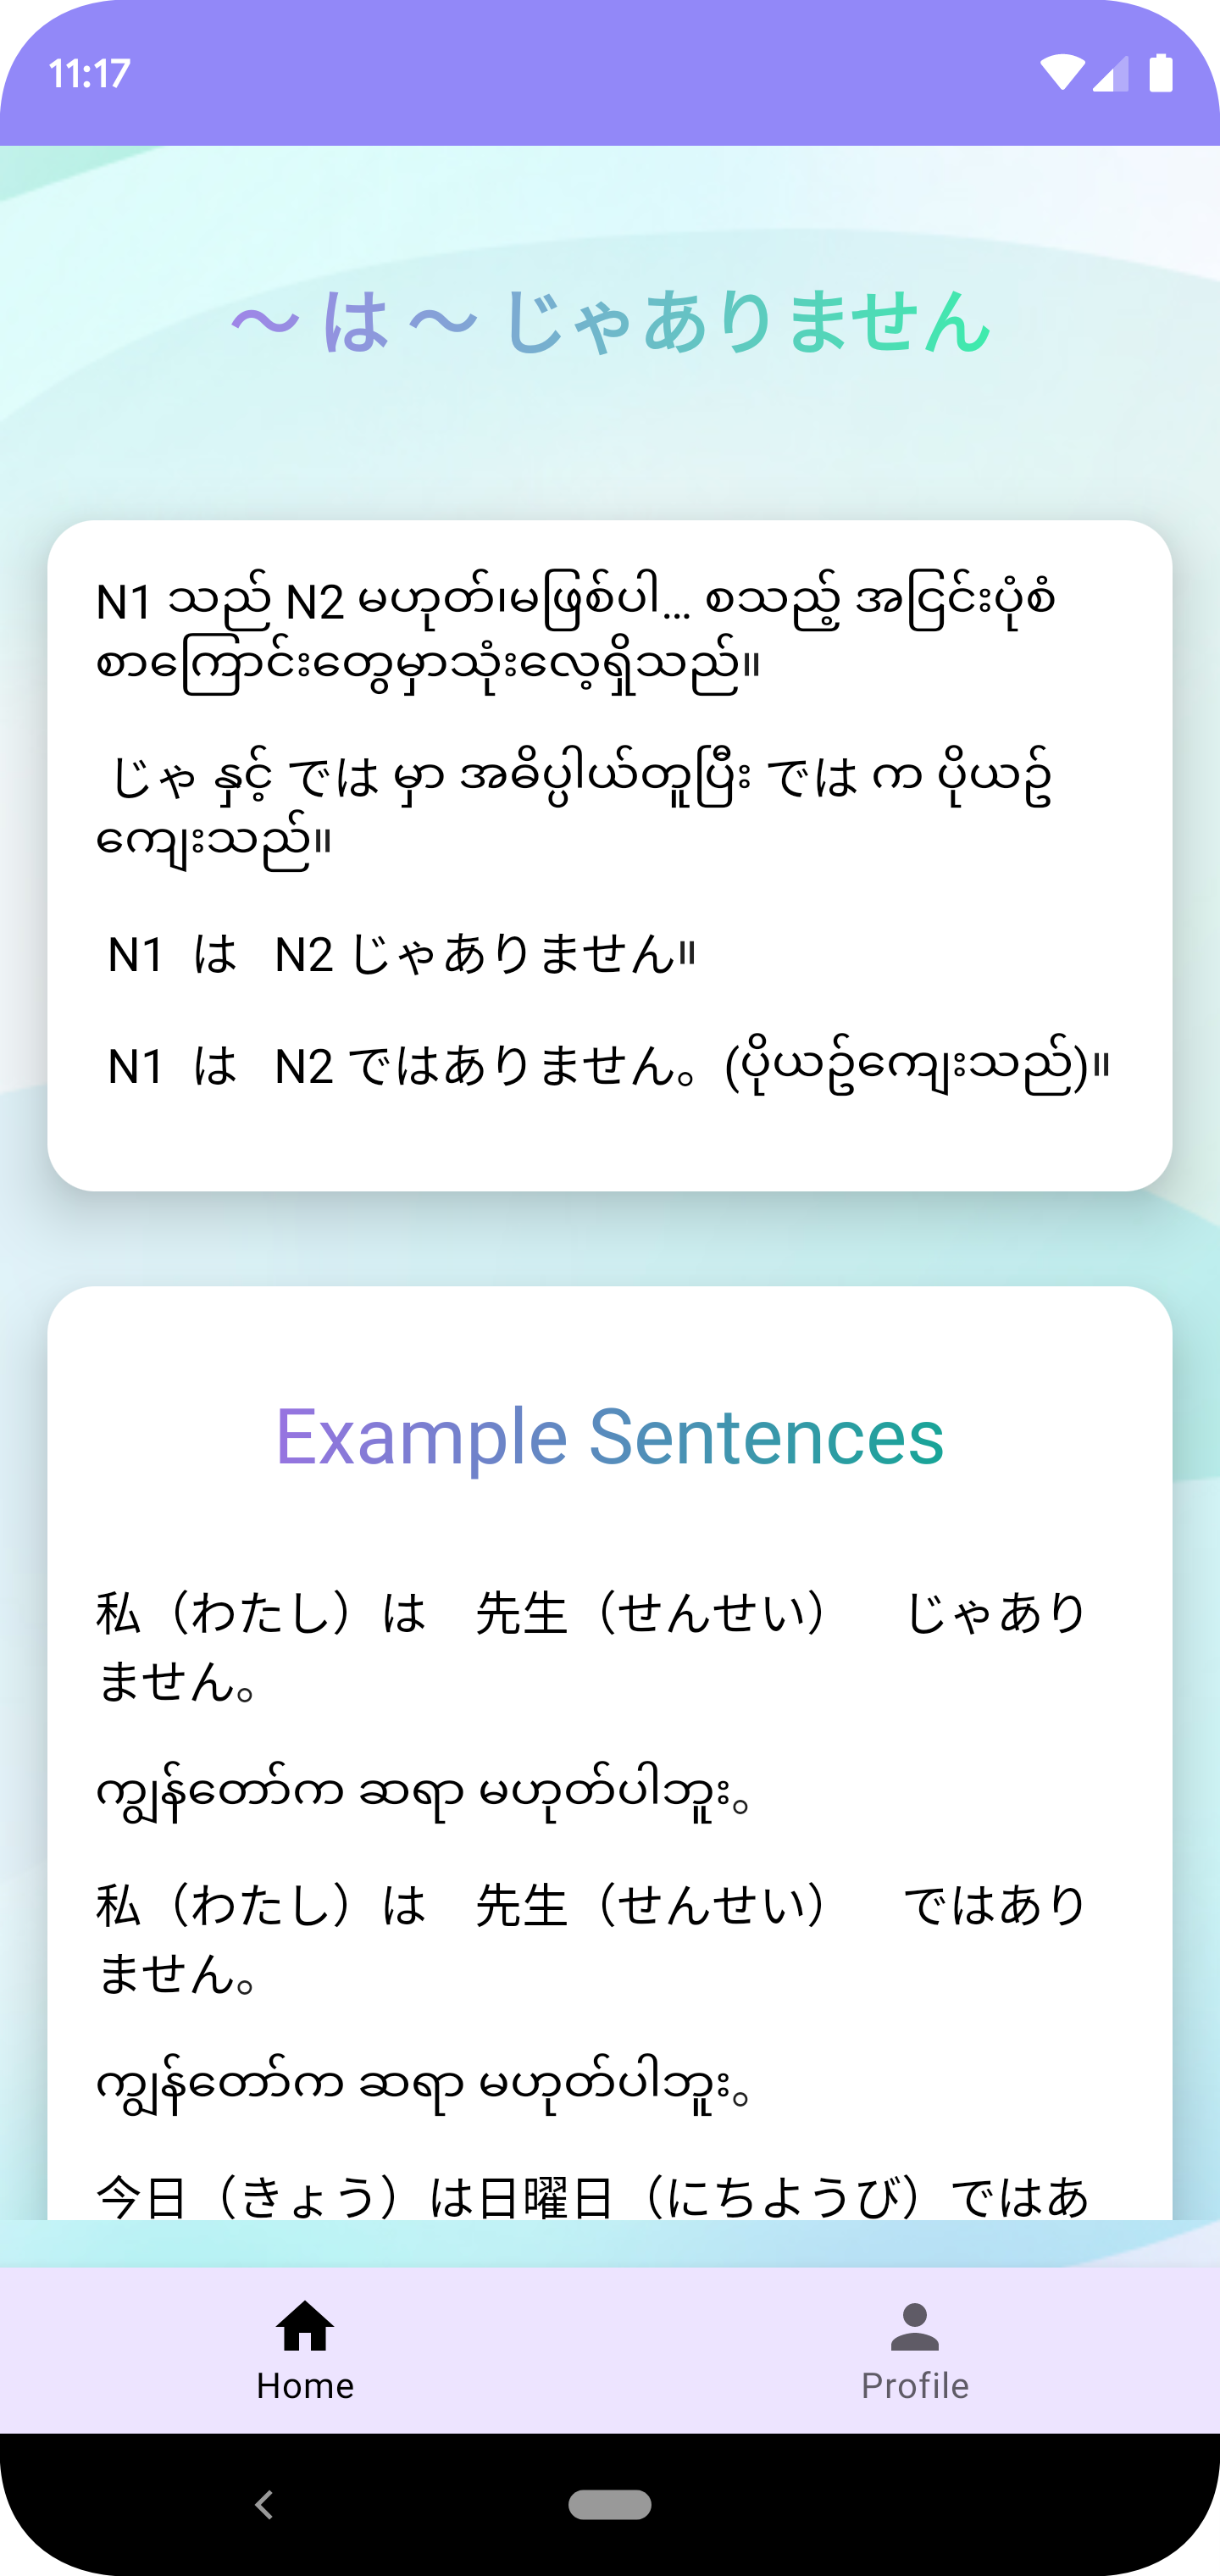 11:17
～ は ～ じゃありません
N1 သည် N2 မဟုတ်၊မဖြစ်ပါ... စသည့် အငြင်းပုံစံ
စာကြောင်းတွေမှာသုံးလေ့ရှိသည်။
じゃ နှင့် では မှာ အဓိပ္ပါယ်တူပြီး では က ပိုယဥ်
ကျေးသည်။
N1 は N2 じゃありません။
N1 は N2 ではありません。(ပိုယဥ်ကျေးသည်)။
Example Sentences
私（わたし）は　先生（せんせい）　じゃあり
ません。
ကျွန်တော်က ဆရာ မဟုတ်ပါဘူး。
私（わたし）は　先生（せんせい）　ではあり
ません。
ကျွန်တော်က ဆရာ မဟုတ်ပါဘူး。
今日（きょう）は日曜日（にちようび）ではあ
Home
Profile